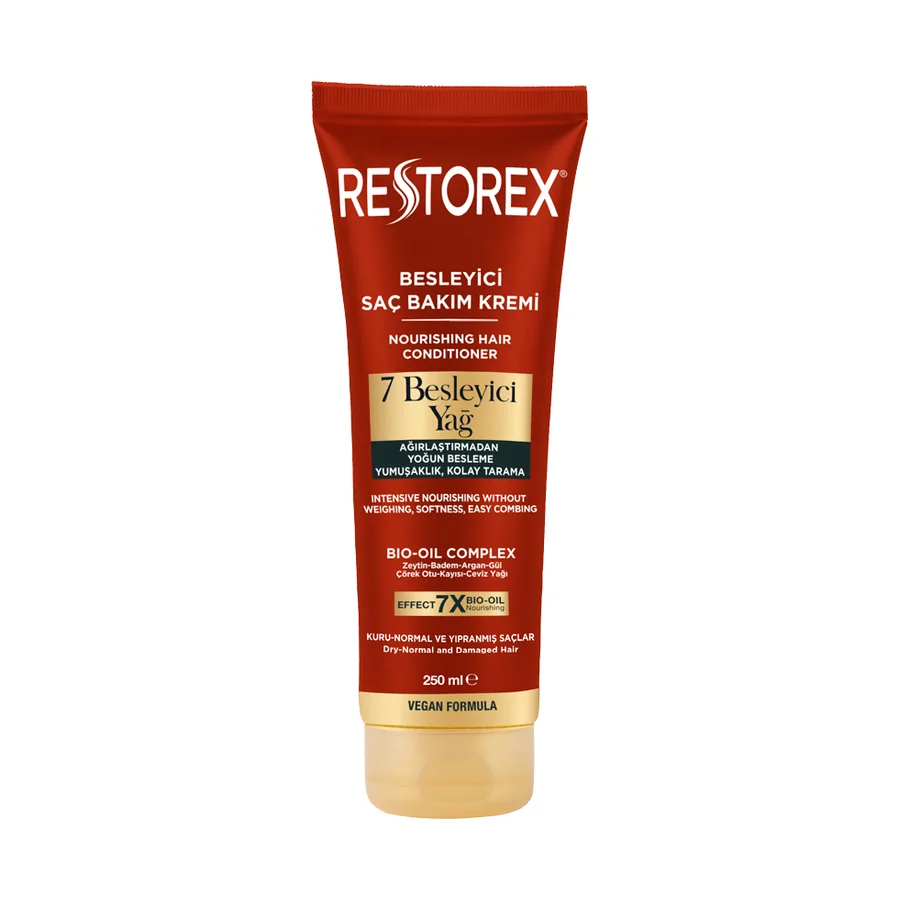 RESTOREX®
BESLEYİCİ
SAÇ BAKIM KREMİ
NOURISHING HAIR
CONDITIONER
7 Besleyici
Yağ
AĞIRLAŞTIRMADAN
YOĞUN BESLEME
YUMUŞAKLIK, KOLAY TARAMA
INTENSIVE NOURISHING WITHOUT
WEIGHING, SOFTNESS, EASY COMBING
BIO-OIL COMPLEX
Zeytin-Badem-Argan-Gül
Çörek Otu-Kayısı-Ceviz Yağı
EFFECT 7X BIO-OIL
Nourishing
KURU-NORMAL VE YIPRANMIŞ SAÇLAR
Dry-Normal and Damaged Hair
250 ml ℮
VEGAN FORMULA